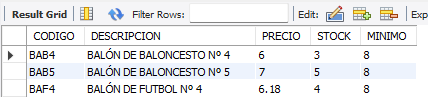 Result Grid Filter Rows: Edit: Exp
CODIGO DESCRIPCION PRECIO STOCK MINIMO
BAB4 BALÓN DE BALONCESTO Nº 4 6 3 8
BAB5 BALÓN DE BALONCESTO Nº 5 7 5 8
BAF4 BALÓN DE FUTBOL Nº 4 6.18 4 8